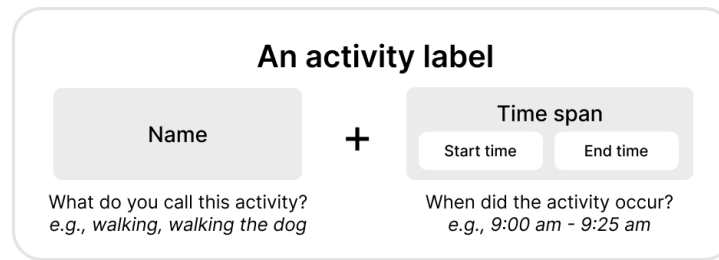 An activity label
Name
+
Time span
Start time
End time
What do you call this activity?
e.g., walking, walking the dog
When did the activity occur?
e.g., 9:00 am - 9:25 am